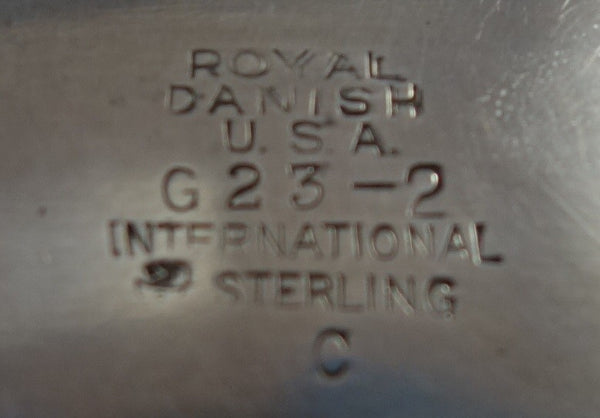 ROYAL
DANISH
U.S.A.
G23-2
INTERNATIONAL
STERLING
C